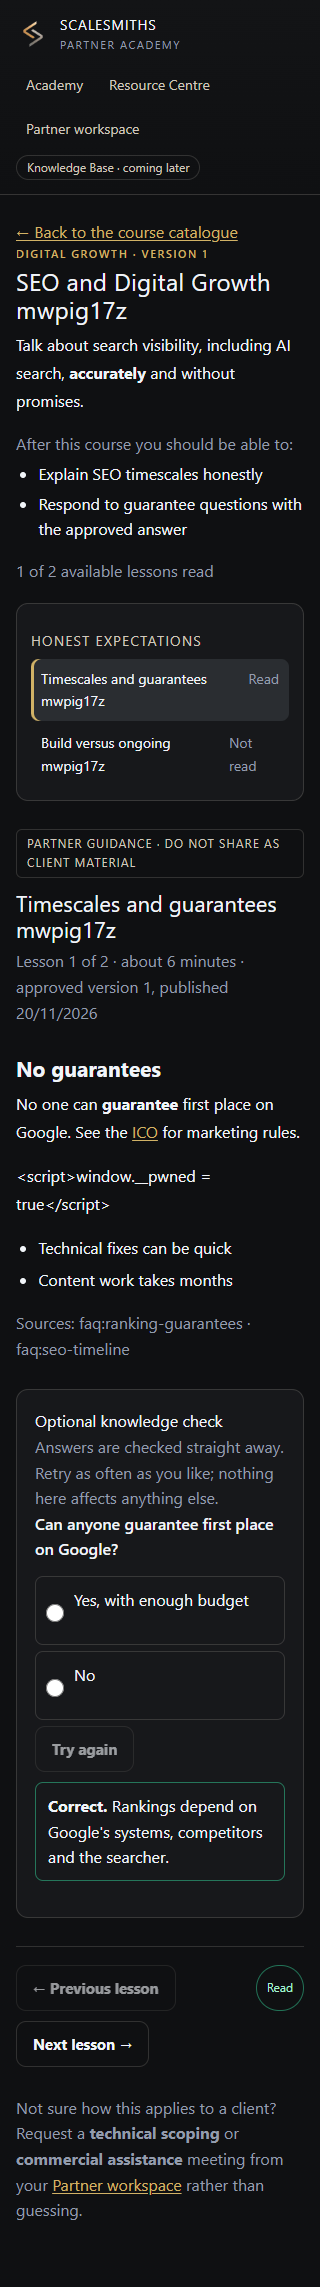 SCALESMITHS
PARTNER ACADEMY
Academy Resource Centre
Partner workspace
Knowledge Base · coming later
← Back to the course catalogue
DIGITAL GROWTH · VERSION 1
SEO and Digital Growth
mwpig17z
Talk about search visibility, including AI
search, accurately and without
promises.
After this course you should be able to:
• Explain SEO timescales honestly
• Respond to guarantee questions with
the approved answer
1 of 2 available lessons read
HONEST EXPECTATIONS
Timescales and guarantees Read
mwpig17z
Build versus ongoing Not
mwpig17z read
PARTNER GUIDANCE · DO NOT SHARE AS
CLIENT MATERIAL
Timescales and guarantees
mwpig17z
Lesson 1 of 2 · about 6 minutes ·
approved version 1, published
20/11/2026
No guarantees
No one can guarantee first place on
Google. See the ICO for marketing rules.
<script>window.__pwned =
true</script>
• Technical fixes can be quick
• Content work takes months
Sources: faq:ranking-guarantees ·
faq:seo-timeline
Optional knowledge check
Answers are checked straight away.
Retry as often as you like; nothing
here affects anything else.
Can anyone guarantee first place
on Google?
Yes, with enough budget
No
Try again
Correct. Rankings depend on
Google's systems, competitors
and the searcher.
← Previous lesson Read
Next lesson →
Not sure how this applies to a client?
Request a technical scoping or
commercial assistance meeting from
your Partner workspace rather than
guessing.